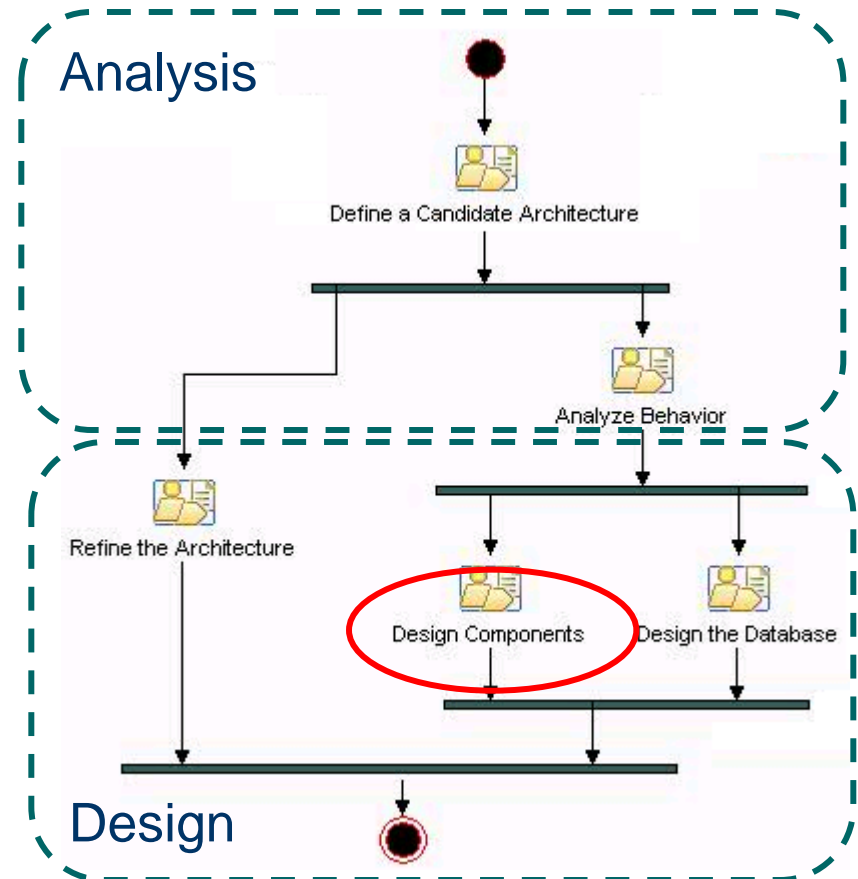 Analysis
Define a Candidate Architecture
Analyze Behavior
Refine the Architecture
Design Components
Design the Database
Design